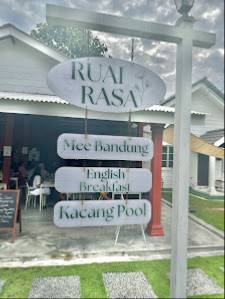 RUAI
RASA
Mee Bandung
English
Breakfast
Kacang Pool